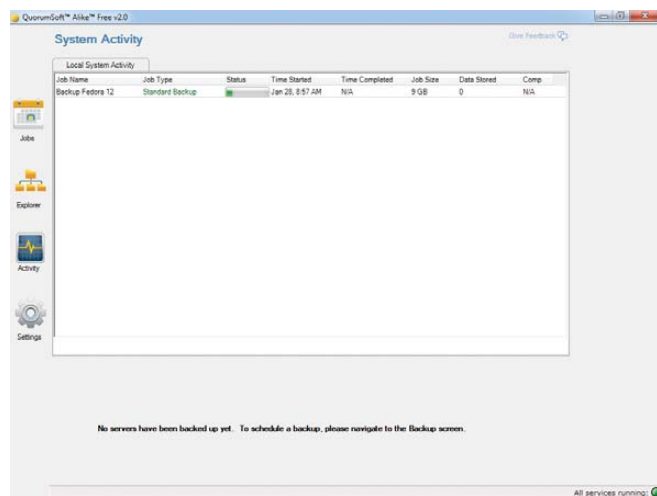 QuorumSoft™ Alike™ Free v2.0
System Activity
Give Feedback
Local System Activity
Job Name Job Type Status Time Started Time Completed Job Size Data Stored Comp
Backup Fedora 12 Standard Backup Jan 28, 8:57 AM N/A 9 GB 0 N/A
Jobs
Explorer
Activity
Settings
No servers have been backed up yet. To schedule a backup, please navigate to the Backup screen.
All services running: